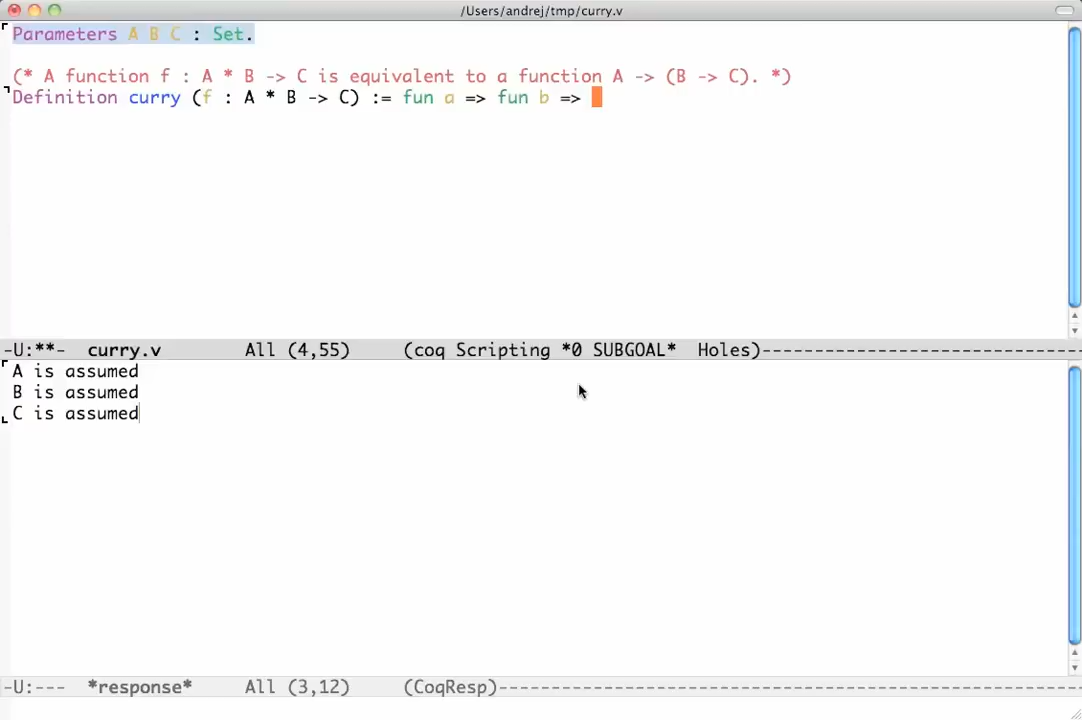 /Users/andrej/tmp/curry.v
Parameters A B C : Set.
(* A function f : A * B -> C is equivalent to a function A -> (B -> C). *)
Definition curry (f : A * B -> C) := fun a => fun b =>
-U:**-  curry.v        All (4,55)     (coq Scripting *0 SUBGOAL*  Holes)-------------------------------
A is assumed
B is assumed
C is assumed
-U:---  *response*     All (3,12)     (CoqResp)--------------------------------------------------------